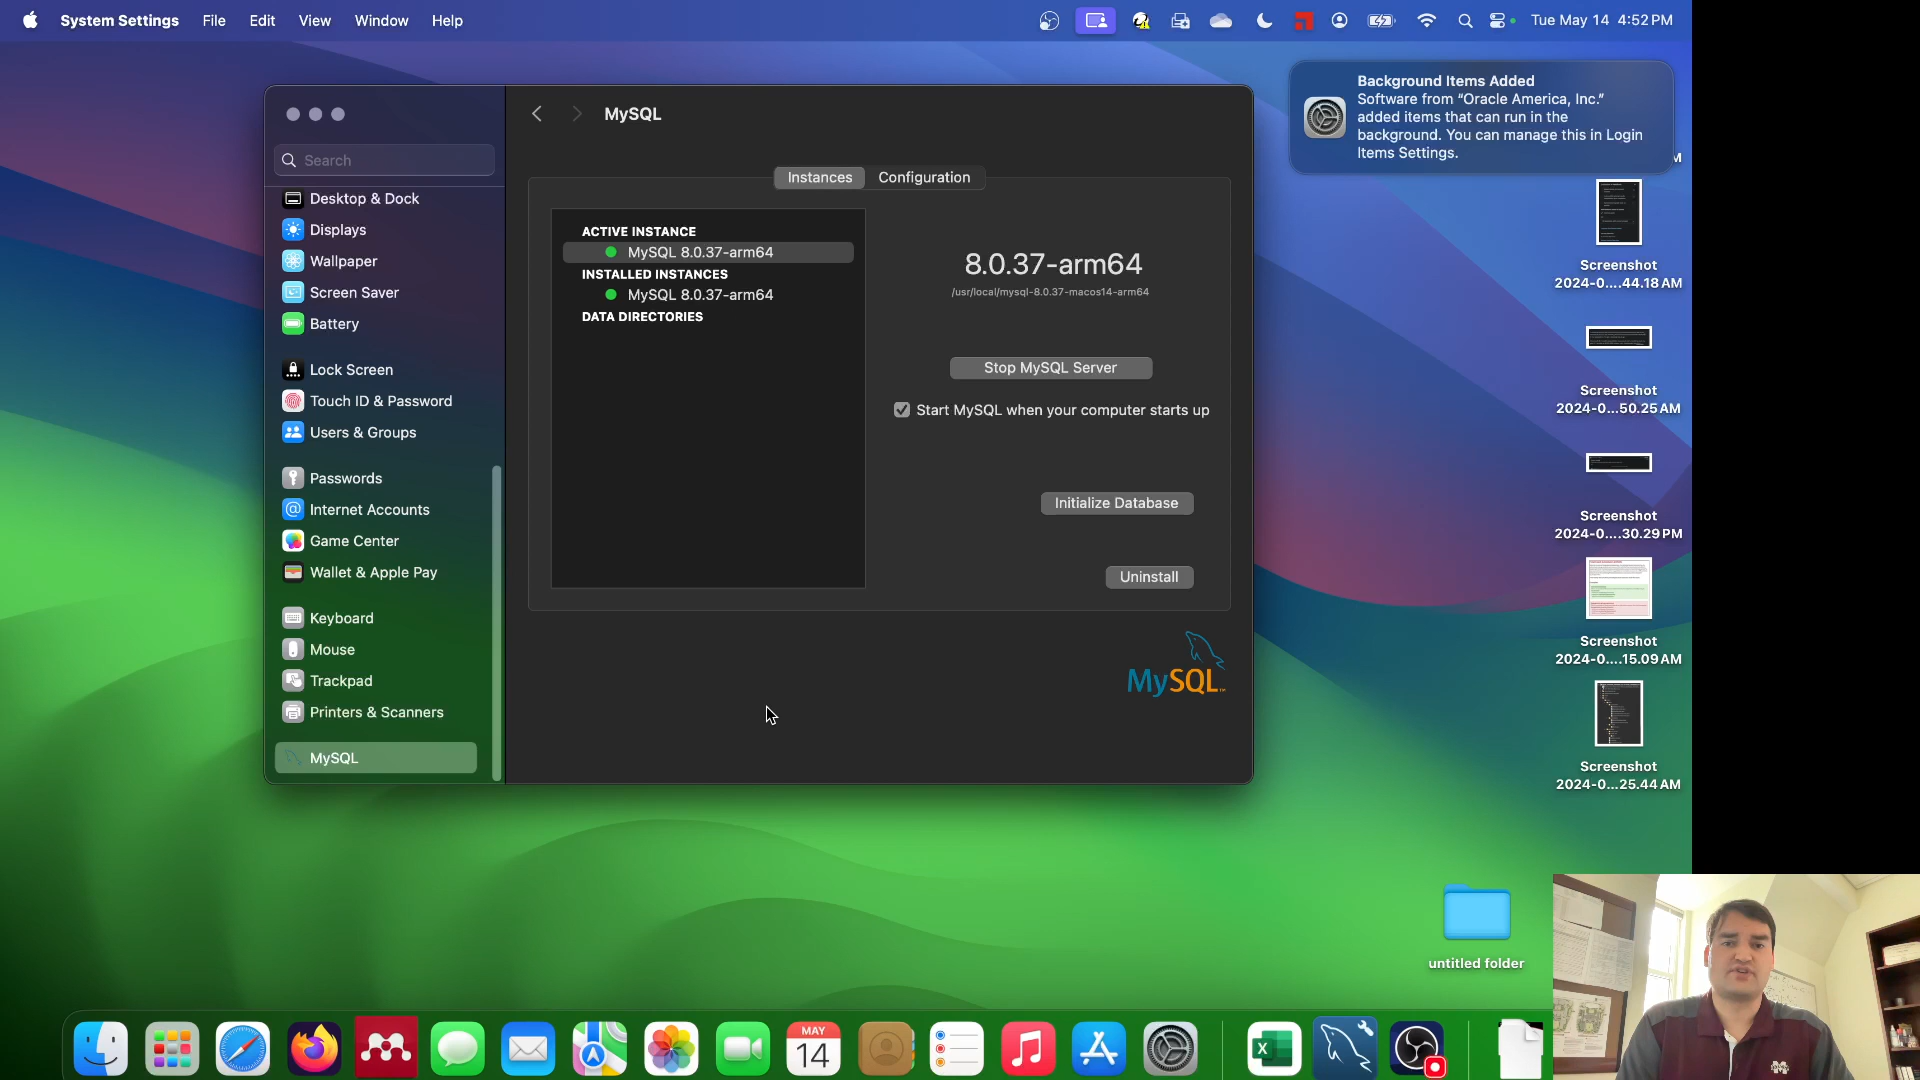 System Settings File Edit View Window Help
Tue May 14 4:52 PM
Background Items Added
Software from “Oracle America, Inc.”
added items that can run in the
background. You can manage this in Login
Items Settings.
MySQL
Search
Instances Configuration
Desktop & Dock
Displays
Wallpaper
Screen Saver
Battery
Lock Screen
Touch ID & Password
Users & Groups
Passwords
Internet Accounts
Game Center
Wallet & Apple Pay
Keyboard
Mouse
Trackpad
Printers & Scanners
MySQL
ACTIVE INSTANCE
MySQL 8.0.37-arm64
INSTALLED INSTANCES
MySQL 8.0.37-arm64
DATA DIRECTORIES
8.0.37-arm64
/usr/local/mysql-8.0.37-macos14-arm64
Stop MySQL Server
Start MySQL when your computer starts up
Initialize Database
Uninstall
MySQL™
M
Screenshot
2024-0....44.18 AM
Screenshot
2024-0...50.25 AM
Screenshot
2024-0....30.29 PM
Screenshot
2024-0....15.09 AM
Screenshot
2024-0...25.44 AM
untitled folder
MAY
14